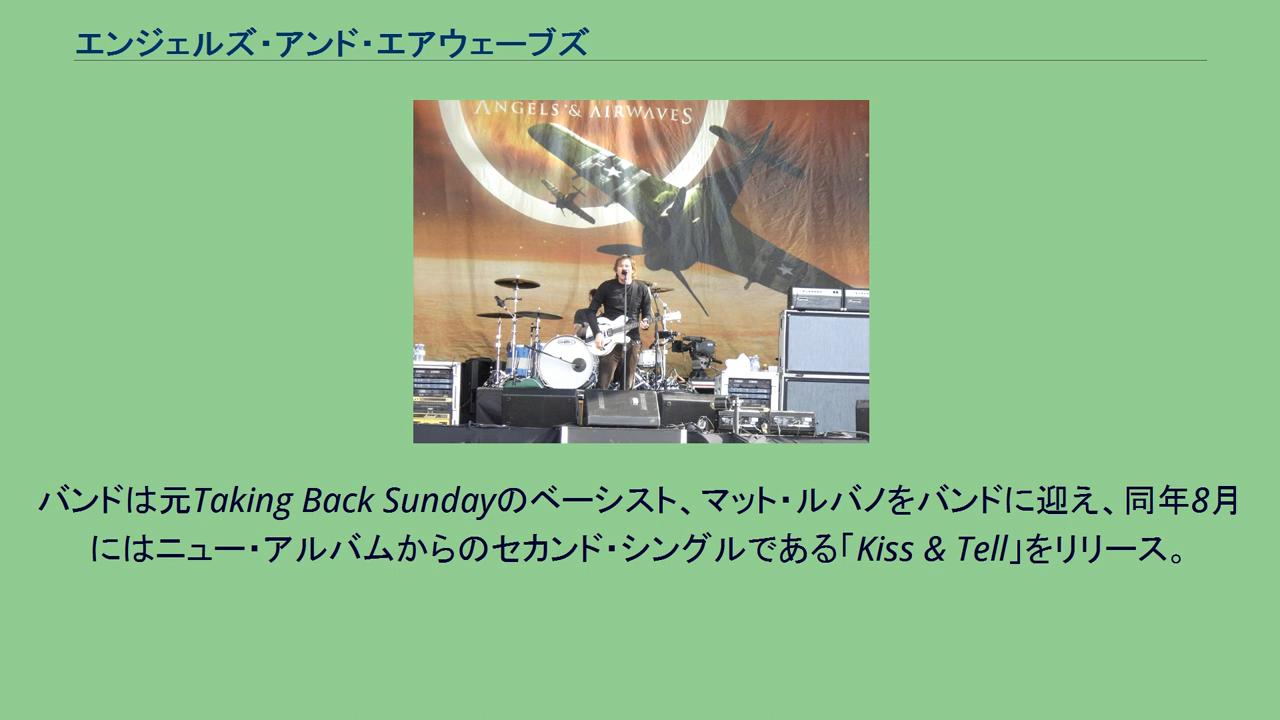 エンジェルズ・アンド・エアウェーブズ
ANGELS & AIRWAVES
バンドは元Taking Back Sundayのベーシスト、マット・ルバノをバンドに迎え、同年8月
にはニュー・アルバムからのセカンド・シングルである「Kiss & Tell」をリリース。